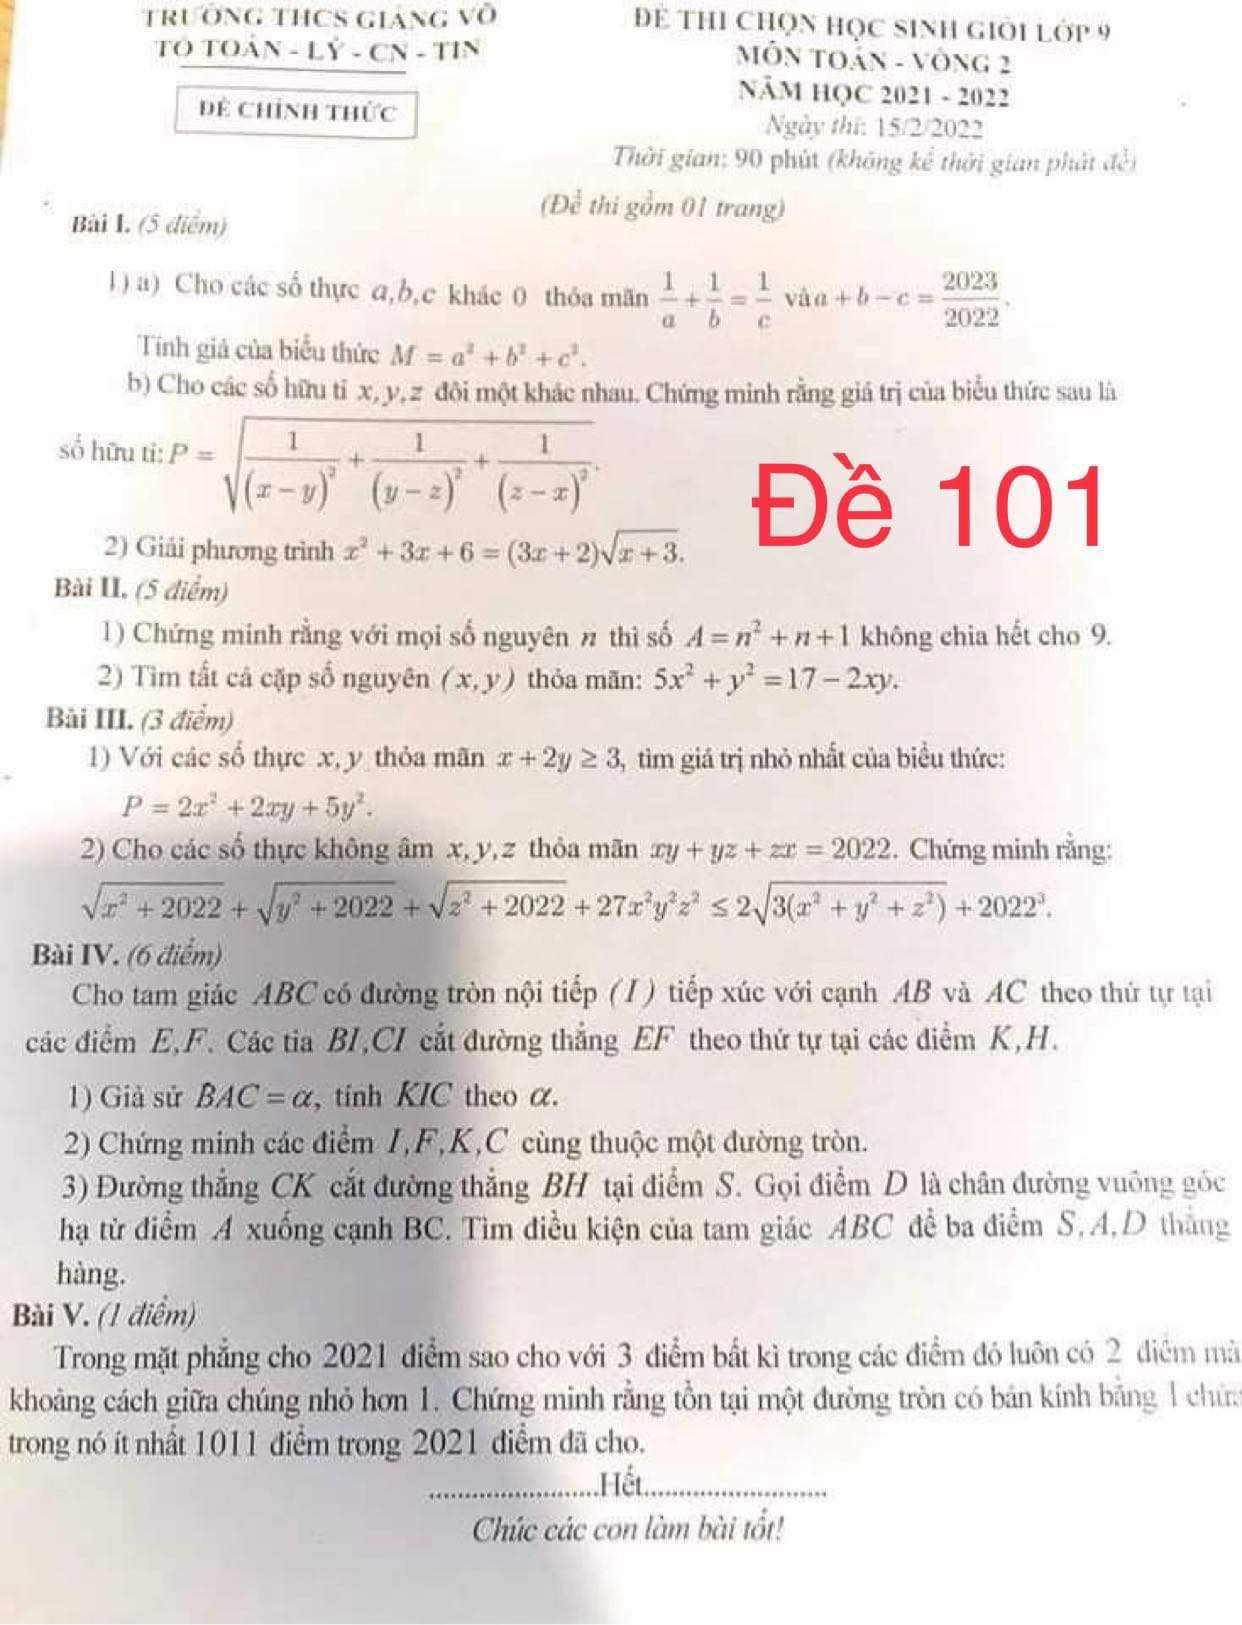 TRƯỜNG THCS GIẢNG VÕ
TỔ TOÁN - LÝ - CN - TIN
ĐỀ CHÍNH THỨC
ĐỀ THI CHỌN HỌC SINH GIỎI LỚP 9
MÔN TOÁN - VÒNG 2
NĂM HỌC 2021 - 2022
Ngày thi: 15/2/2022
Thời gian: 90 phút (không kể thời gian phát đề)
(Đề thi gồm 01 trang)
Bài I. (5 điểm)
1) a) Cho các số thực a,b,c khác 0 thỏa mãn 1/a + 1/b = 1/c và a + b − c = 2023/2022.
Tính giá của biểu thức M = a² + b² + c².
b) Cho các số hữu tỉ x, y, z đôi một khác nhau. Chứng minh rằng giá trị của biểu thức sau là
số hữu tỉ: P = √(1/(x − y)² + 1/(y − z)² + 1/(z − x)²).
Đề 101
2) Giải phương trình x² + 3x + 6 = (3x + 2)√(x + 3).
Bài II. (5 điểm)
1) Chứng minh rằng với mọi số nguyên n thì số A = n² + n + 1 không chia hết cho 9.
2) Tìm tất cả cặp số nguyên (x, y) thỏa mãn: 5x² + y² = 17 − 2xy.
Bài III. (3 điểm)
1) Với các số thực x, y thỏa mãn x + 2y ≥ 3, tìm giá trị nhỏ nhất của biểu thức:
P = 2x² + 2xy + 5y².
2) Cho các số thực không âm x, y, z thỏa mãn xy + yz + zx = 2022. Chứng minh rằng:
√(x² + 2022) + √(y² + 2022) + √(z² + 2022) + 27x²y²z² ≤ 2√(3(x² + y² + z²)) + 2022³.
Bài IV. (6 điểm)
Cho tam giác ABC có đường tròn nội tiếp (I) tiếp xúc với cạnh AB và AC theo thứ tự tại
các điểm E, F. Các tia BI, CI cắt đường thẳng EF theo thứ tự tại các điểm K, H.
1) Giả sử BAC = α, tính KIC theo α.
2) Chứng minh các điểm I, F, K, C cùng thuộc một đường tròn.
3) Đường thẳng CK cắt đường thẳng BH tại điểm S. Gọi điểm D là chân đường vuông góc
hạ từ điểm A xuống cạnh BC. Tìm điều kiện của tam giác ABC để ba điểm S, A, D thẳng
hàng.
Bài V. (1 điểm)
Trong mặt phẳng cho 2021 điểm sao cho với 3 điểm bất kì trong các điểm đó luôn có 2 điểm mà
khoảng cách giữa chúng nhỏ hơn 1. Chứng minh rằng tồn tại một đường tròn có bán kính bằng 1
trong nó ít nhất 1011 điểm trong 2021 điểm đã cho.
........................Hết..........................
Chúc các con làm bài tốt!